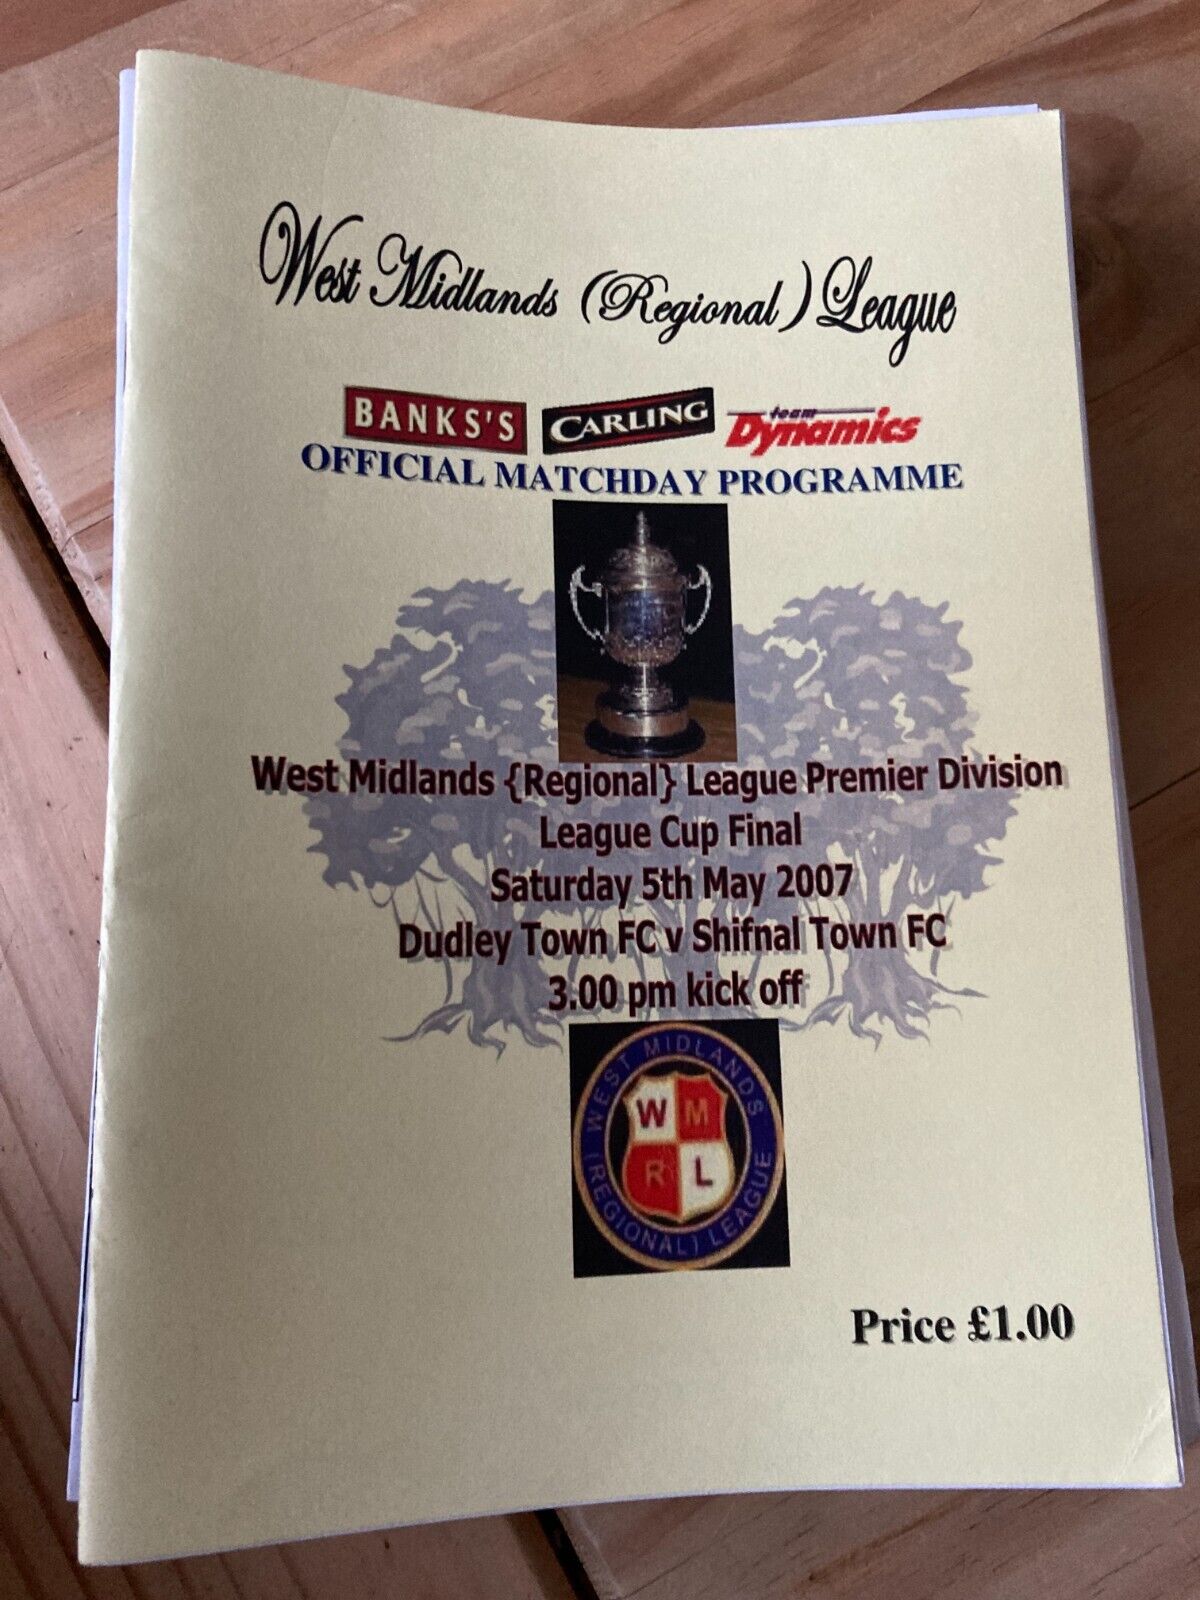 West Midlands (Regional) League
BANKS'S CARLING team Dynamics
OFFICIAL MATCHDAY PROGRAMME
West Midlands {Regional} League Premier Division
League Cup Final
Saturday 5th May 2007
Dudley Town FC v Shifnal Town FC
3.00 pm kick off
WEST MIDLANDS
W M
R L
(REGIONAL) LEAGUE
Price £1.00